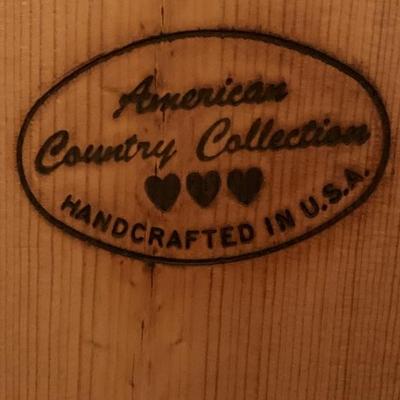 American
Country Collection
HANDCRAFTED IN U.S.A.